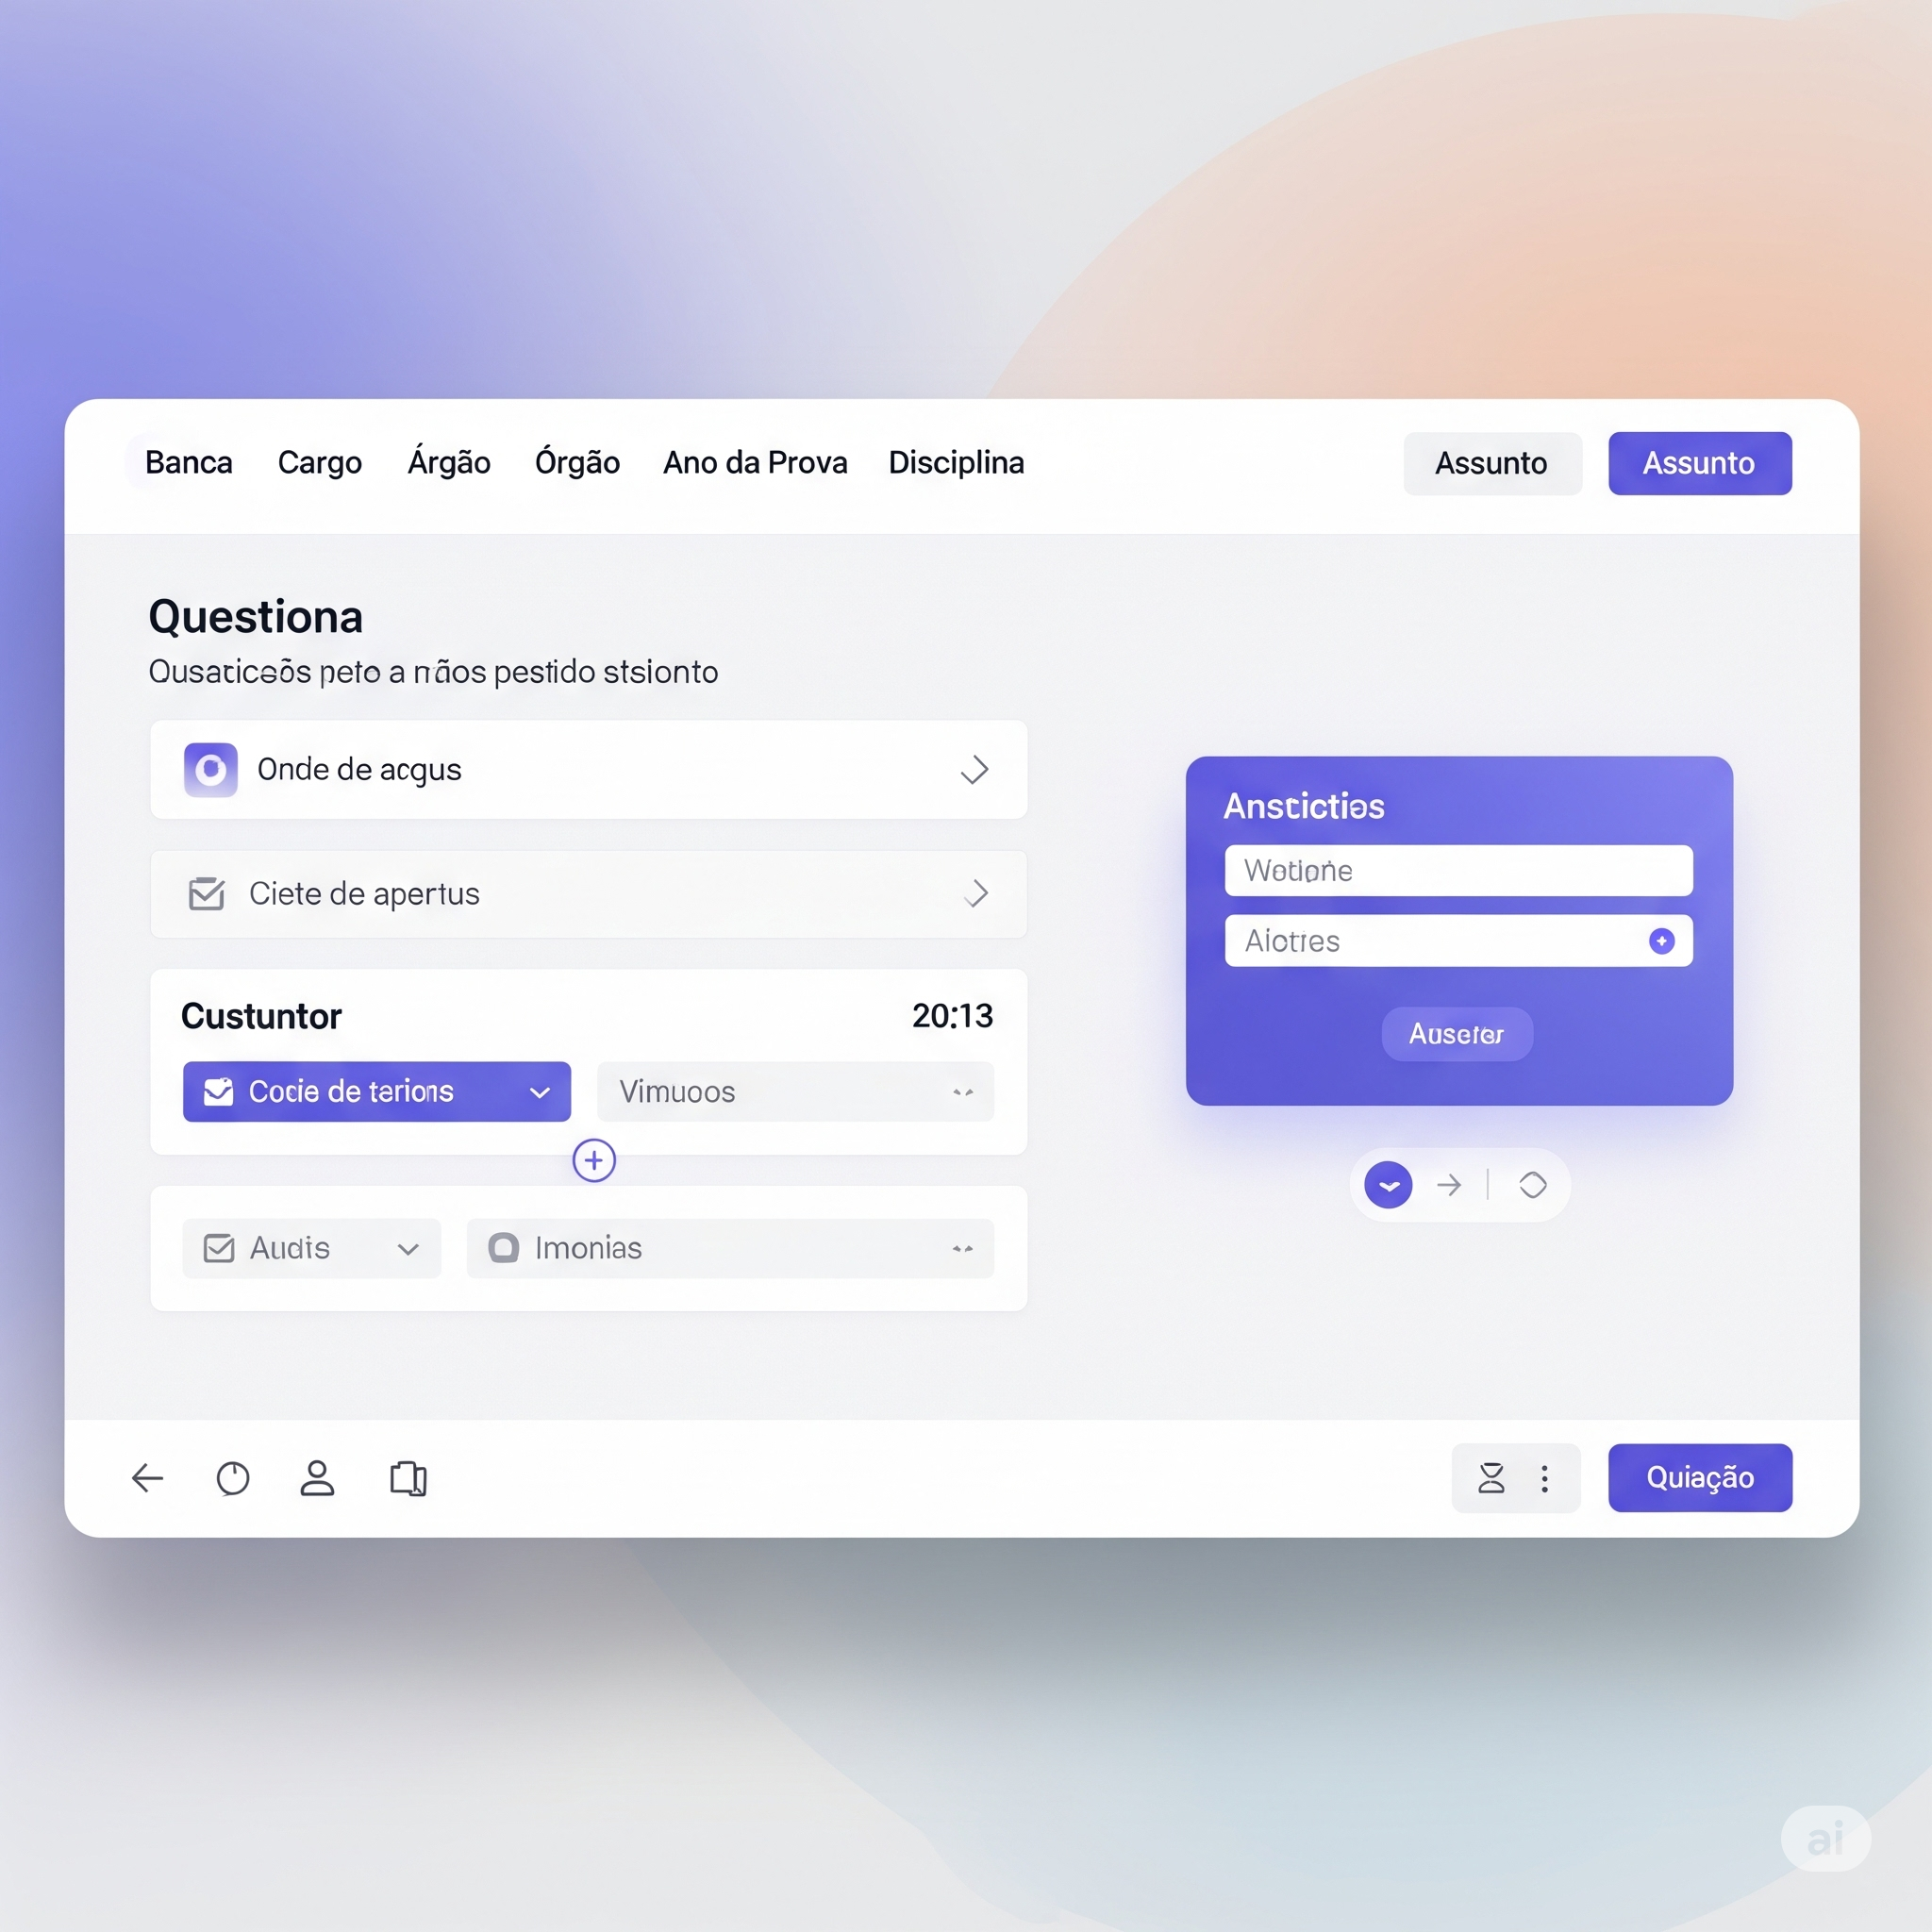 Banca Cargo Árgão Órgão Ano da Prova Disciplina Assunto Assunto
Questiona
Ousaticeõs peto a mãos pestido stsionto
Onde de acgus
Ciete de apertus
Custuntor 20:13
Cocie de tarions Vimuoos
Audis Imonias
Anstictios
Wotione
Aiotres
Auseter
Quiação
ai